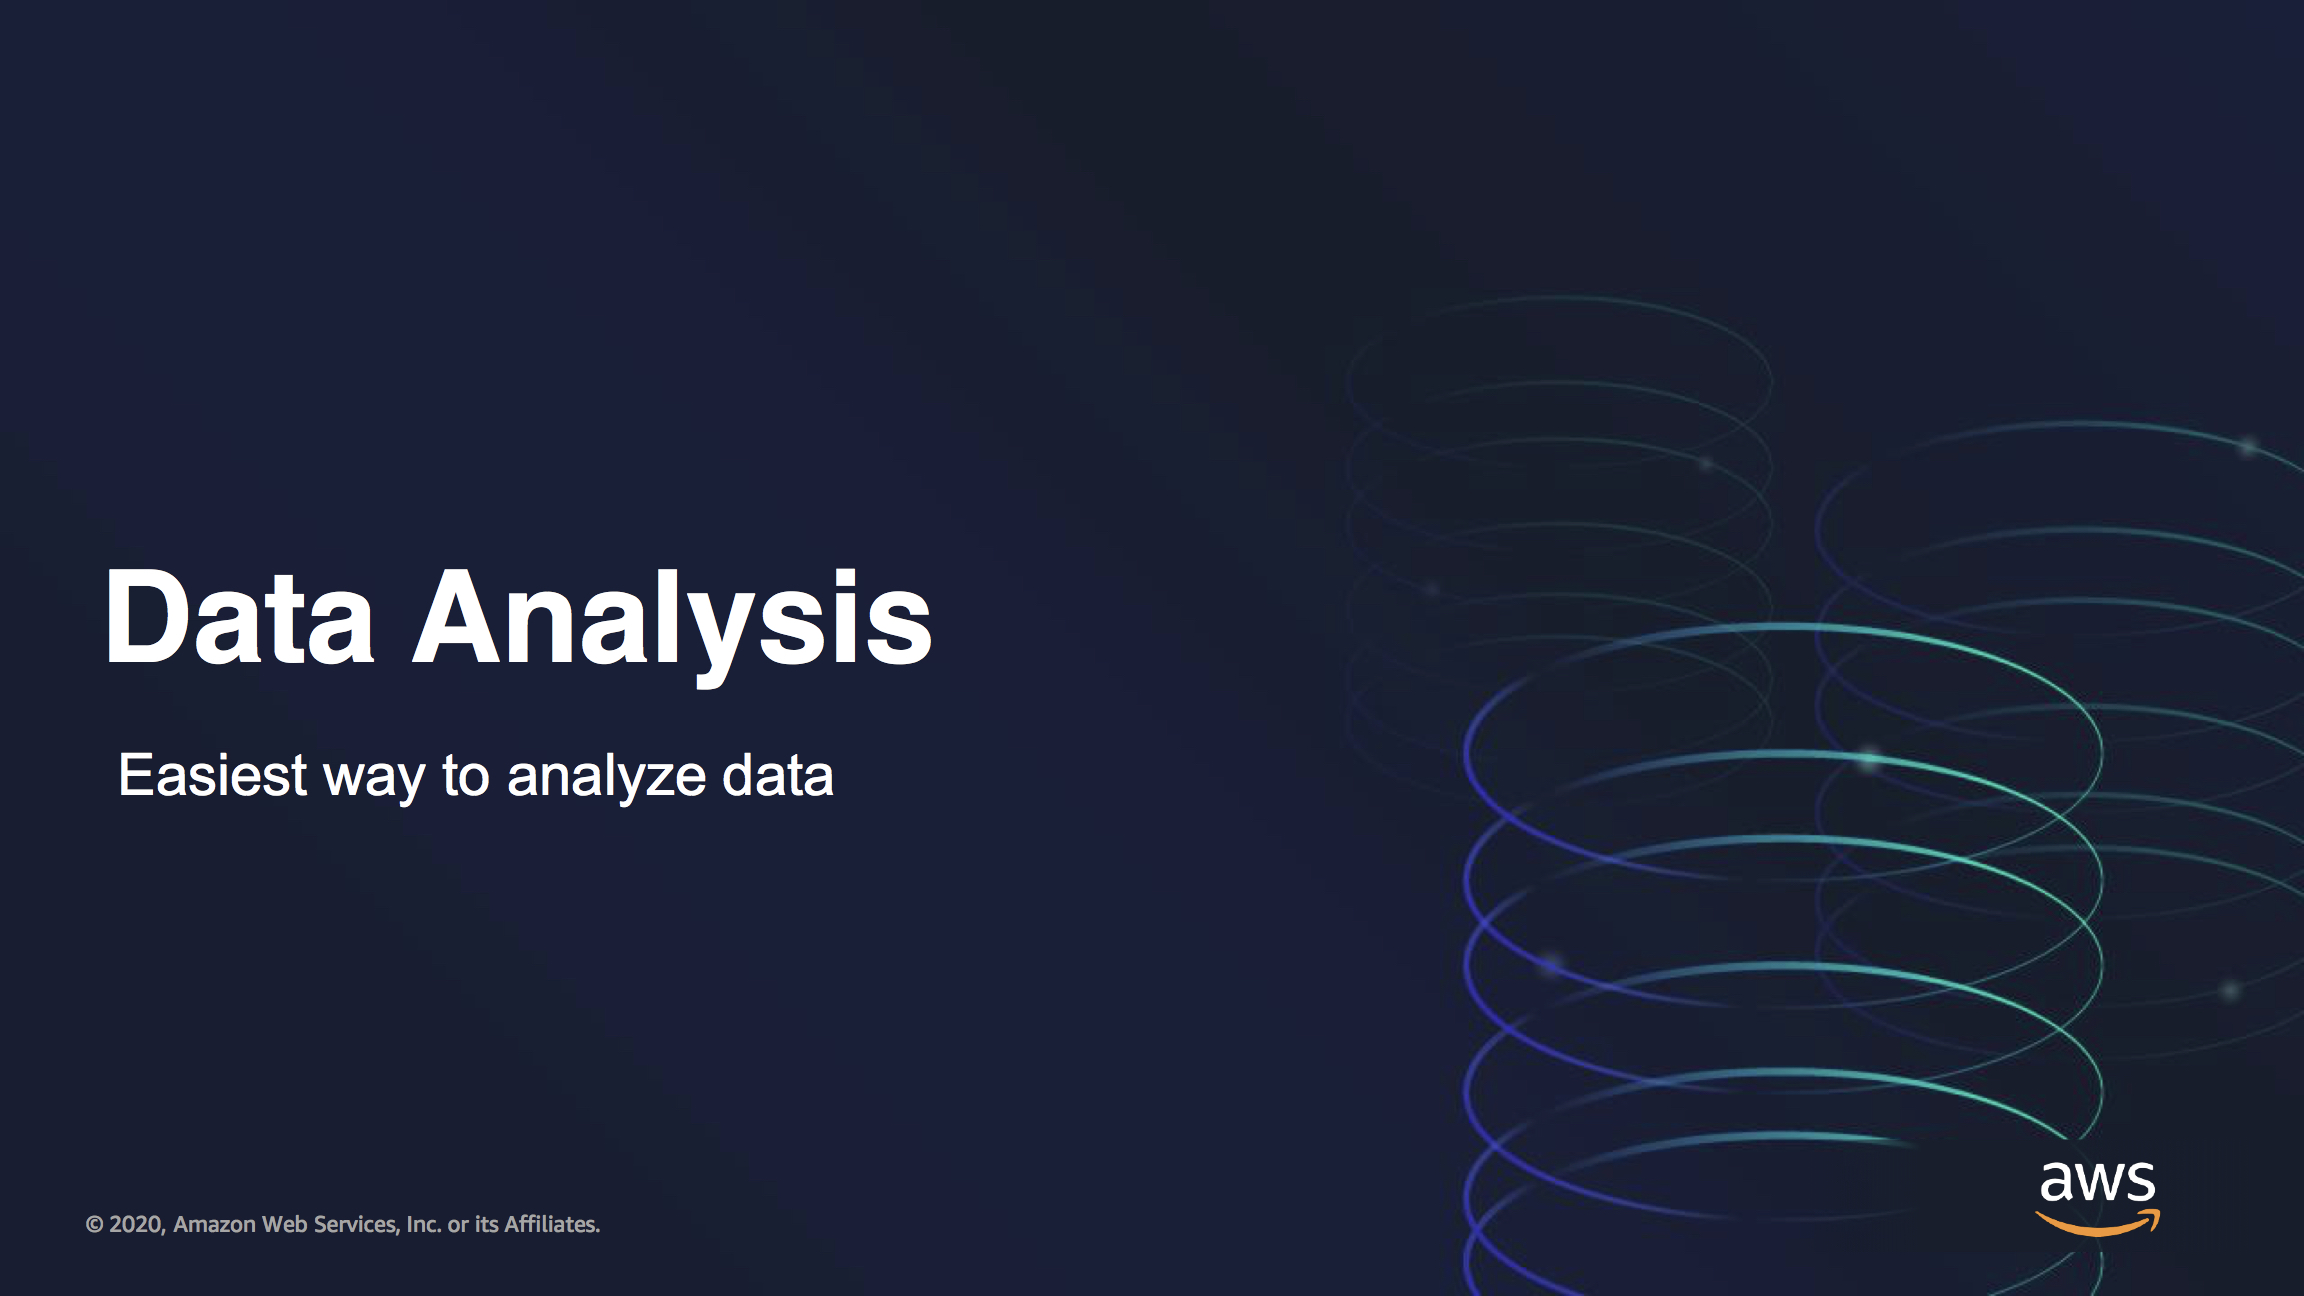 Data Analysis
Easiest way to analyze data
© 2020, Amazon Web Services, Inc. or its Affiliates.
aws